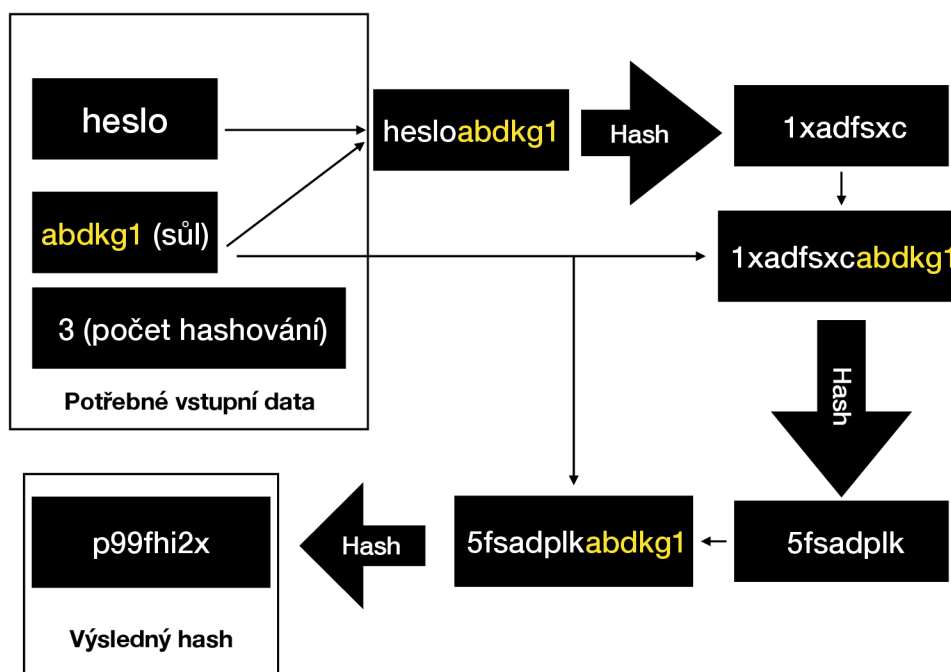 heslo
abdkg1 (sůl)
3 (počet hashování)
Potřebné vstupní data
hesloabdkg1
Hash
1xadfsxc
1xadfsxcabdkg1
Hash
5fsadplk
5fsadplkabdkg1
Hash
p99fhi2x
Výsledný hash